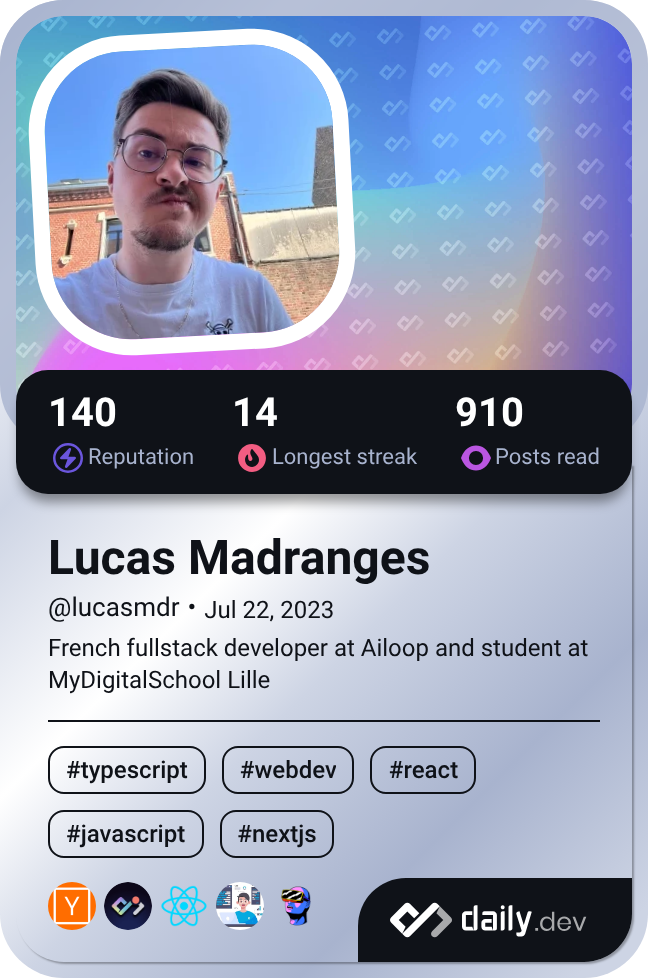 140 14 910
Reputation Longest streak Posts read
Lucas Madranges
@lucasmdr • Jul 22, 2023
French fullstack developer at Ailoop and student at
MyDigitalSchool Lille
#typescript #webdev #react
#javascript #nextjs
Y
daily.dev